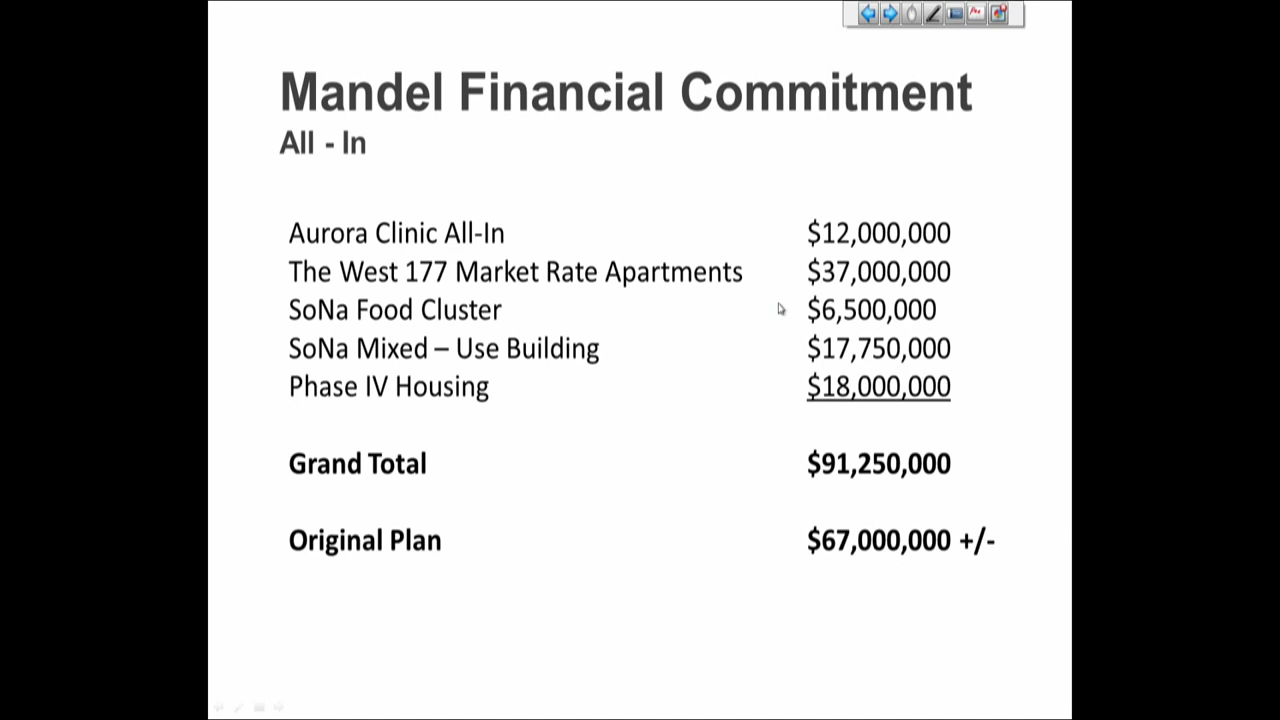 Mandel Financial Commitment
All - In
Aurora Clinic All-In $12,000,000
The West 177 Market Rate Apartments $37,000,000
SoNa Food Cluster $6,500,000
SoNa Mixed – Use Building $17,750,000
Phase IV Housing $18,000,000
Grand Total $91,250,000
Original Plan $67,000,000 +/-